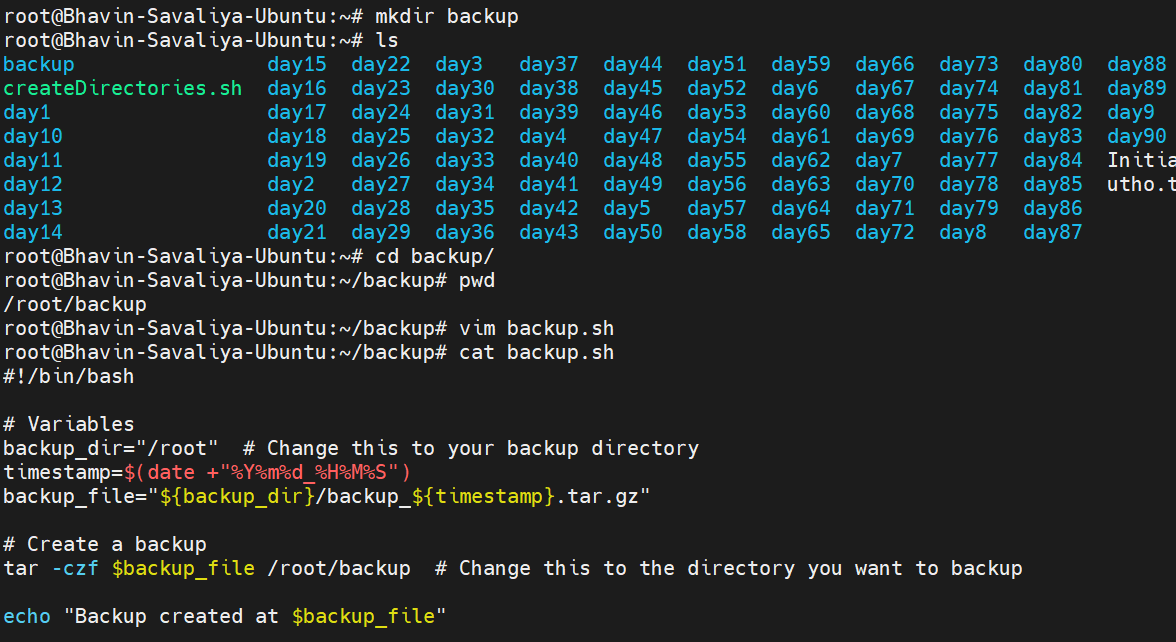 root@Bhavin-Savaliya-Ubuntu:~# mkdir backup
root@Bhavin-Savaliya-Ubuntu:~# ls
backup day15 day22 day3 day37 day44 day51 day59 day66 day73 day80 day88
createDirectories.sh day16 day23 day30 day38 day45 day52 day6 day67 day74 day81 day89
day1 day17 day24 day31 day39 day46 day53 day60 day68 day75 day82 day9
day10 day18 day25 day32 day4 day47 day54 day61 day69 day76 day83 day90
day11 day19 day26 day33 day40 day48 day55 day62 day7 day77 day84 Initia
day12 day2 day27 day34 day41 day49 day56 day63 day70 day78 day85 utho.t
day13 day20 day28 day35 day42 day5 day57 day64 day71 day79 day86
day14 day21 day29 day36 day43 day50 day58 day65 day72 day8 day87
root@Bhavin-Savaliya-Ubuntu:~# cd backup/
root@Bhavin-Savaliya-Ubuntu:~/backup# pwd
/root/backup
root@Bhavin-Savaliya-Ubuntu:~/backup# vim backup.sh
root@Bhavin-Savaliya-Ubuntu:~/backup# cat backup.sh
#!/bin/bash

# Variables
backup_dir="/root"  # Change this to your backup directory
timestamp=$(date +"%Y%m%d_%H%M%S")
backup_file="${backup_dir}/backup_${timestamp}.tar.gz"

# Create a backup
tar -czf $backup_file /root/backup  # Change this to the directory you want to backup

echo "Backup created at $backup_file"